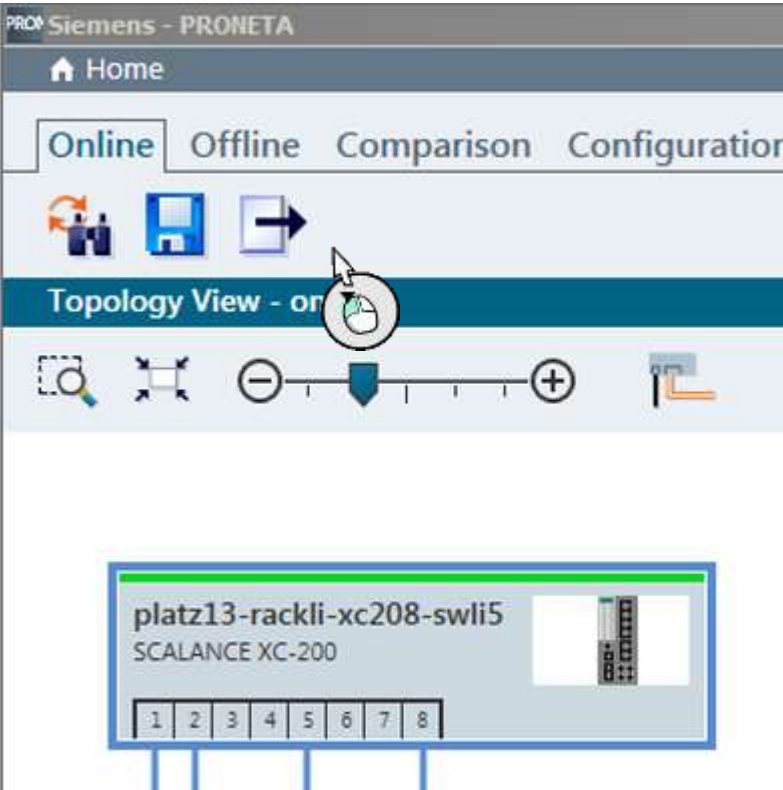 PRON Siemens - PRONETA
Home
Online Offline Comparison Configuration
Topology View - on
platz13-rackli-xc208-swli5
SCALANCE XC-200
1 2 3 4 5 6 7 8